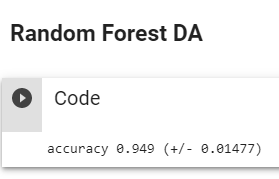 Random Forest DA
Code
accuracy 0.949 (+/- 0.01477)